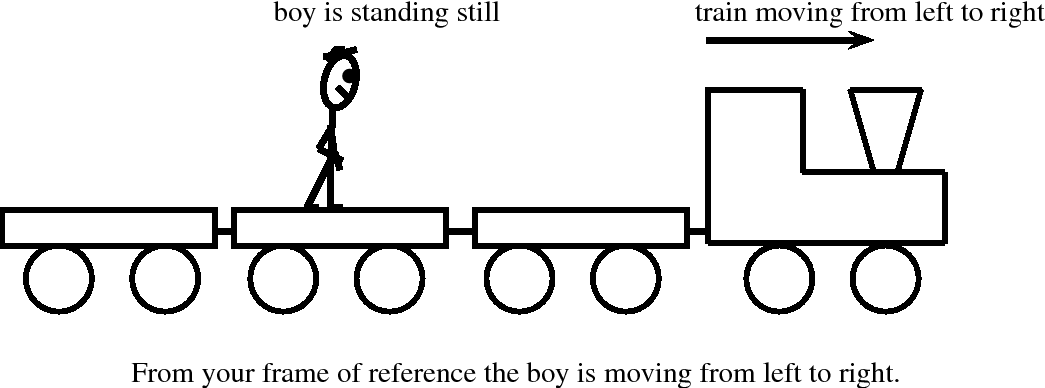 boy is standing still
train moving from left to right
From your frame of reference the boy is moving from left to right.